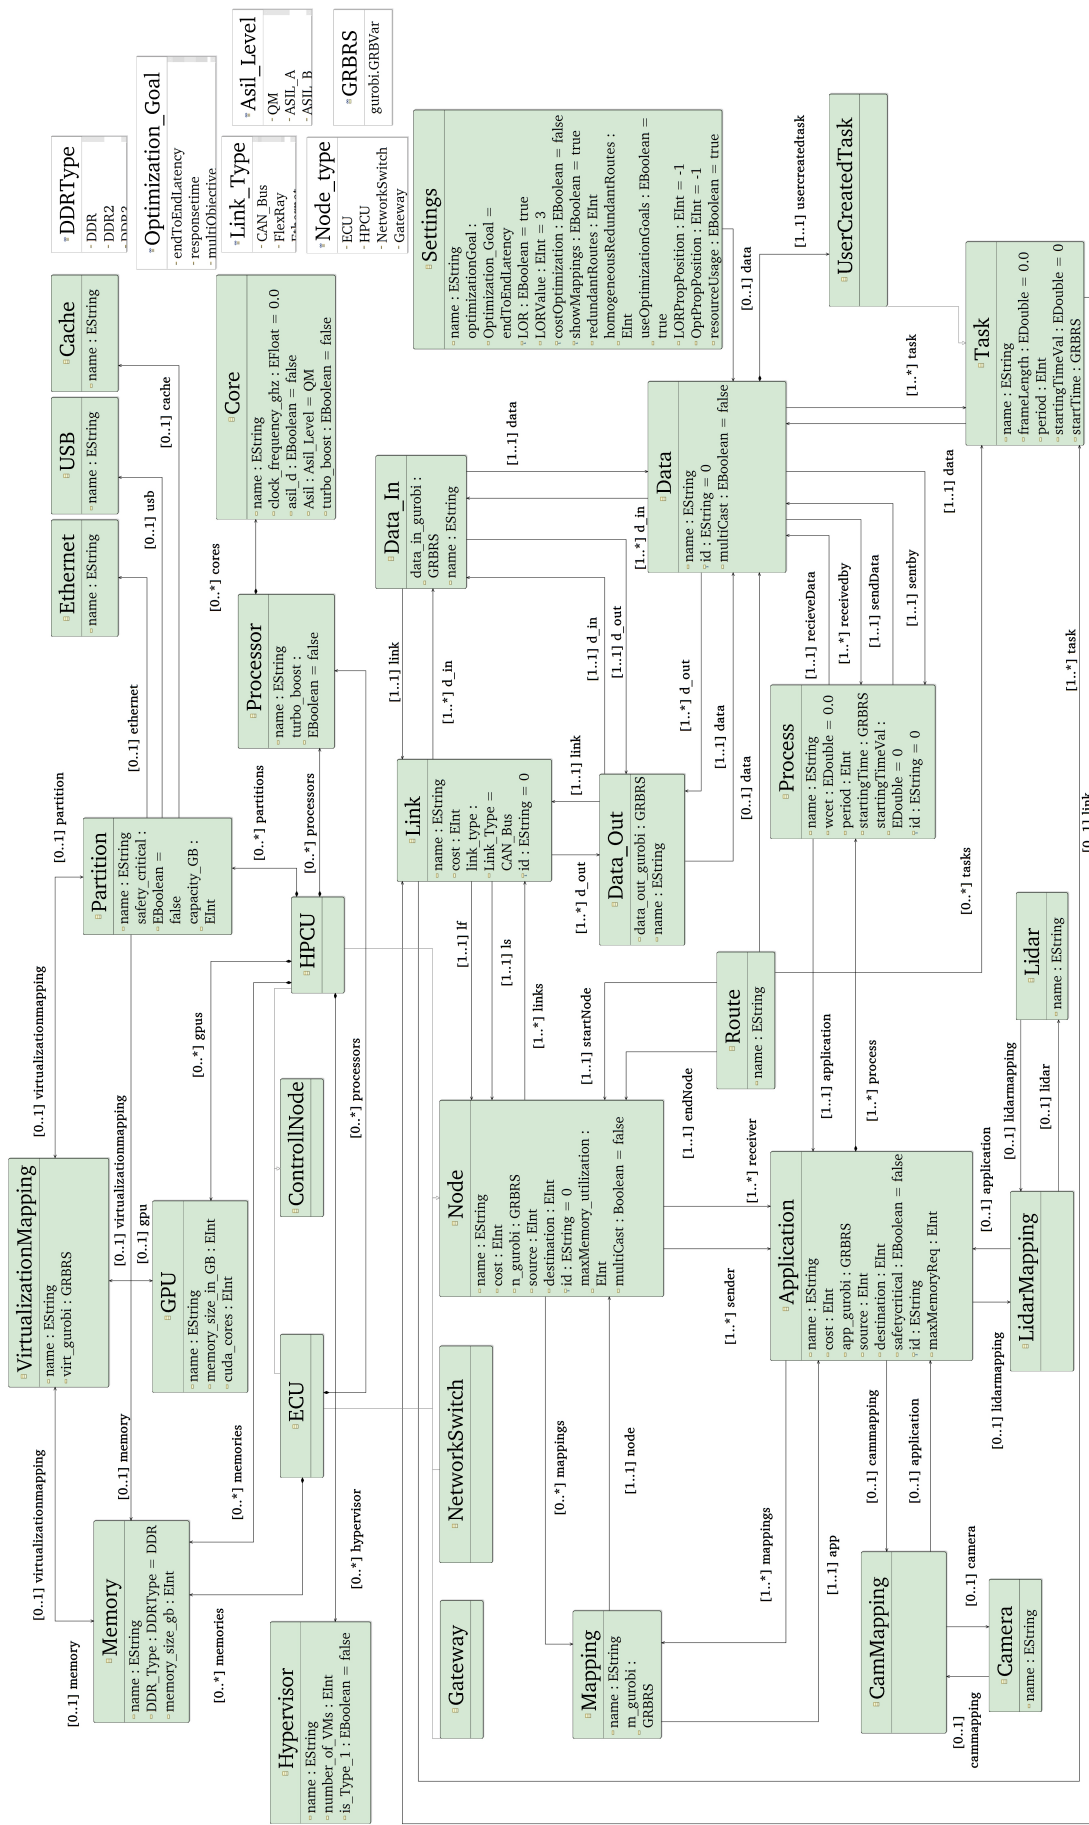 VirtualizationMapping
name : EString
virt_gurobi : GRBRS
Memory
name : EString
DDR_Type : DDRType = DDR
memory_size_gb : EInt
GPU
name : EString
memory_size_in_GB : EInt
cuda_cores : EInt
Partition
name : EString
safety_critical :
EBoolean =
false
capacity_GB :
EInt
Ethernet
name : EString
USB
name : EString
Cache
name : EString
DDRType
DDR
DDR2
DDR3
Optimization_Goal
endToEndLatency
responsetime
multiObjective
Link_Type
CAN_Bus
FlexRay
Asil_Level
QM
ASIL_A
ASIL_B
Node_type
ECU
HPCU
NetworkSwitch
Gateway
GRBRS
gurobi.GRBVar
Hypervisor
name : EString
number_of_VMs : EInt
is_Type_1 : EBoolean = false
ECU
ControllNode
HPCU
Processor
name : EString
turbo_boost :
EBoolean = false
Core
name : EString
clock_frequency_ghz : EFloat = 0.0
asil_d : EBoolean = false
Asil : Asil_Level = QM
turbo_boost : EBoolean = false
Settings
name : EString
optimizationGoal :
Optimization_Goal =
endToEndLatency
LOR : EBoolean = true
LORValue : EInt = 3
costOptimization : EBoolean = false
showMappings : EBoolean = true
redundantRoutes : EInt
homogeneousRedundantRoutes :
EInt
useOptimizationGoals : EBoolean =
true
LORPropPosition : EInt = -1
OptPropPosition : EInt = -1
resourceUsage : EBoolean = true
Gateway
NetworkSwitch
Node
name : EString
cost : EInt
n_gurobi : GRBRS
source : EInt
destination : EInt
id : EString = 0
maxMemory_utilization :
EInt
multiCast : Boolean = false
Link
name : EString
cost : EInt
link_type :
Link_Type =
CAN_Bus
id : EString = 0
Data_In
data_in_gurobi :
GRBRS
name : EString
Data_Out
data_out_gurobi : GRBRS
name : EString
Data
name : EString
id : EString = 0
multiCast : EBoolean = false
Mapping
name : EString
m_gurobi :
GRBRS
Route
name : EString
Application
name : EString
cost : EInt
app_gurobi : GRBRS
source : EInt
destination : EInt
safetycritical : EBoolean = false
id : EString
maxMemoryReq : EInt
Process
name : EString
wcet : EDouble = 0.0
period : EInt
startingTime : GRBRS
startingTimeVal :
EDouble = 0
id : EString = 0
UserCreatedTask
Task
name : EString
frameLength : EDouble = 0.0
period : EInt
startingTimeVal : EDouble = 0
startTime : GRBRS
CamMapping
Camera
name : EString
LidarMapping
Lidar
name : EString
[0..1] memory
[0..1] virtualizationmapping
[0..1] virtualizationmapping
[0..1] partition
[0..1] virtualizationmapping
[0..1] gpu
[0..1] memory
[0..1] ethernet
[0..1] usb
[0..1] cache
[0..*] gpus
[0..*] memories
[0..*] memories
[0..*] partitions
[0..*] cores
[0..*] processors
[0..*] processors
[0..*] hypervisor
[1..1] link
[1..*] d_in
[1..1] data
[1..1] lf
[1..1] ls
[1..*] links
[1..1] link
[1..*] d_out
[1..1] d_in
[1..1] d_out
[1..*] d_in
[1..*] d_out
[1..1] data
[0..1] data
[0..1] data
[1..1] usercreatedtask
[0..*] mappings
[1..1] node
[1..1] startNode
[1..1] endNode
[1..*] receiver
[1..*] sender
[1..*] mappings
[1..1] app
[1..1] application
[1..*] process
[1..1] recieveData
[1..*] receivedby
[1..1] sendData
[1..1] sentby
[1..*] task
[1..1] data
[0..*] tasks
[0..1] cammapping
[0..1] application
[0..1] camera
[0..1]
cammapping
[0..1] application
[0..1] lidarmapping
[0..1] lidarmapping
[0..1] lidar
[1..*] task